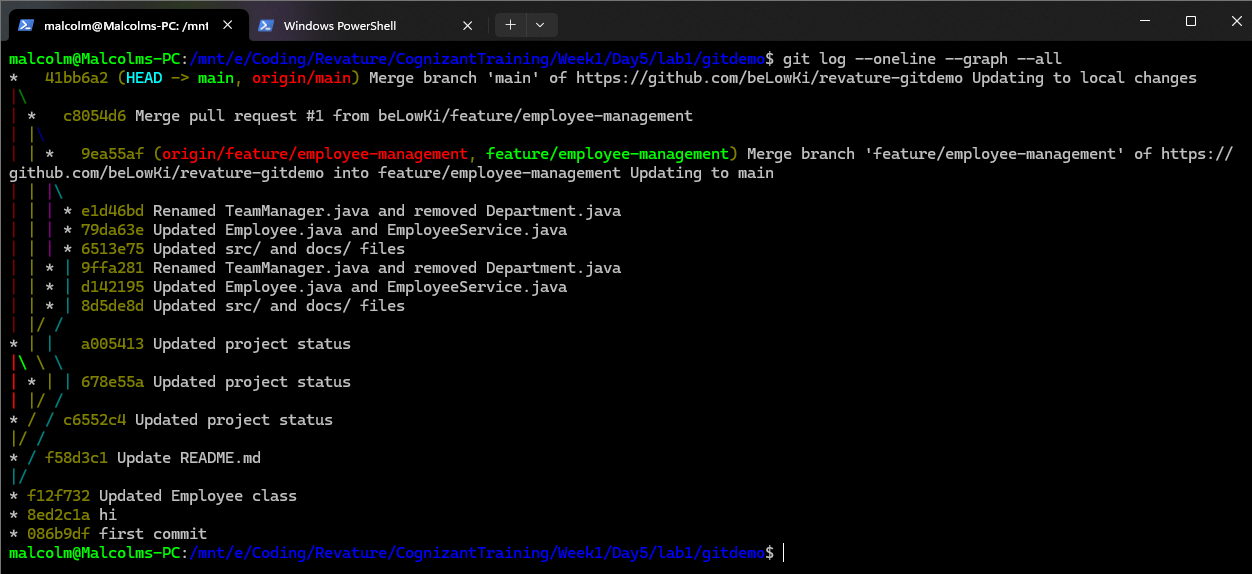 malcolm@Malcolms-PC: /mnt Windows PowerShell
malcolm@Malcolms-PC:/mnt/e/Coding/Revature/CognizantTraining/Week1/Day5/lab1/gitdemo$ git log --oneline --graph --all
*   41bb6a2 (HEAD -> main, origin/main) Merge branch 'main' of https://github.com/beLowKi/revature-gitdemo Updating to local changes
|\
| *   c8054d6 Merge pull request #1 from beLowKi/feature/employee-management
| |\
| | *   9ea55af (origin/feature/employee-management, feature/employee-management) Merge branch 'feature/employee-management' of https://
github.com/beLowKi/revature-gitdemo into feature/employee-management Updating to main
| | |\
| | | * e1d46bd Renamed TeamManager.java and removed Department.java
| | | * 79da63e Updated Employee.java and EmployeeService.java
| | | * 6513e75 Updated src/ and docs/ files
| | * | 9ffa281 Renamed TeamManager.java and removed Department.java
| | * | d142195 Updated Employee.java and EmployeeService.java
| | * | 8d5de8d Updated src/ and docs/ files
| |/ /
* | |   a005413 Updated project status
|\ \ \
| * | | 678e55a Updated project status
| |/ /
* / / c6552c4 Updated project status
|/ /
* / f58d3c1 Update README.md
|/
* f12f732 Updated Employee class
* 8ed2c1a hi
* 086b9df first commit
malcolm@Malcolms-PC:/mnt/e/Coding/Revature/CognizantTraining/Week1/Day5/lab1/gitdemo$